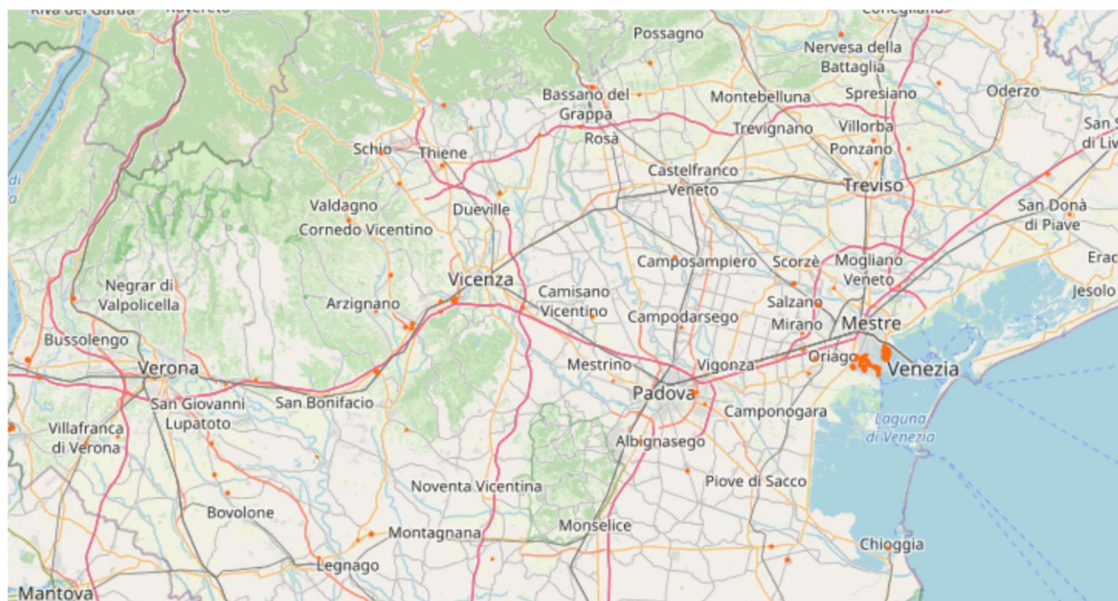 Riva del Garda
Rovereto
Conegliano
Possagno
Nervesa della
Battaglia
Bassano del
Grappa
Montebelluna
Spresiano
Oderzo
Rosà
Trevignano
Villorba
Schio
Thiene
Ponzano
Castelfranco
Veneto
Treviso
Valdagno
Dueville
San Donà
di Piave
Cornedo Vicentino
Camposampiero
Scorzè
Mogliano
Veneto
Negrar di
Valpolicella
Vicenza
Arzignano
Camisano
Vicentino
Salzano
Jesolo
Campodarsego
Mirano
Mestre
Bussolengo
Oriago
Verona
Mestrino
Vigonza
Venezia
Padova
San Giovanni
Lupatoto
San Bonifacio
Camponogara
Villafranca
di Verona
Albignasego
Laguna
di Venezia
Noventa Vicentina
Piove di Sacco
Bovolone
Monselice
Montagnana
Chioggia
Legnago
Mantova